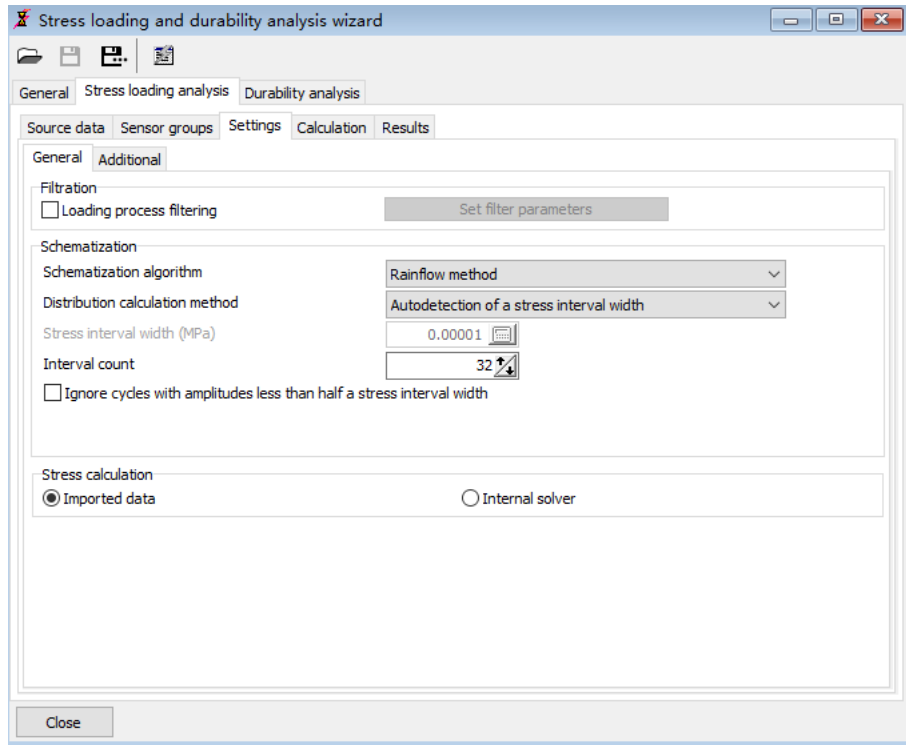 Stress loading and durability analysis wizard
General Stress loading analysis Durability analysis
Source data Sensor groups Settings Calculation Results
General Additional
Filtration
Loading process filtering Set filter parameters
Schematization
Schematization algorithm Rainflow method
Distribution calculation method Autodetection of a stress interval width
Stress interval width (MPa) 0.00001
Interval count 32
Ignore cycles with amplitudes less than half a stress interval width
Stress calculation
Imported data Internal solver
Close